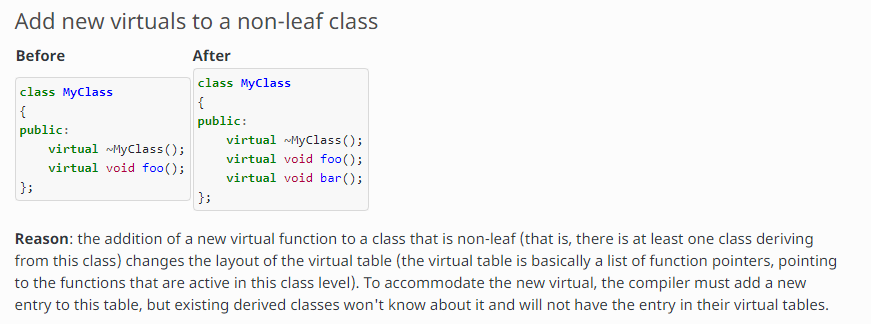 Add new virtuals to a non-leaf class
Before
After
class MyClass
{
public:
    virtual ~MyClass();
    virtual void foo();
};
class MyClass
{
public:
    virtual ~MyClass();
    virtual void foo();
    virtual void bar();
};
Reason: the addition of a new virtual function to a class that is non-leaf (that is, there is at least one class deriving
from this class) changes the layout of the virtual table (the virtual table is basically a list of function pointers, pointing
to the functions that are active in this class level). To accommodate the new virtual, the compiler must add a new
entry to this table, but existing derived classes won't know about it and will not have the entry in their virtual tables.